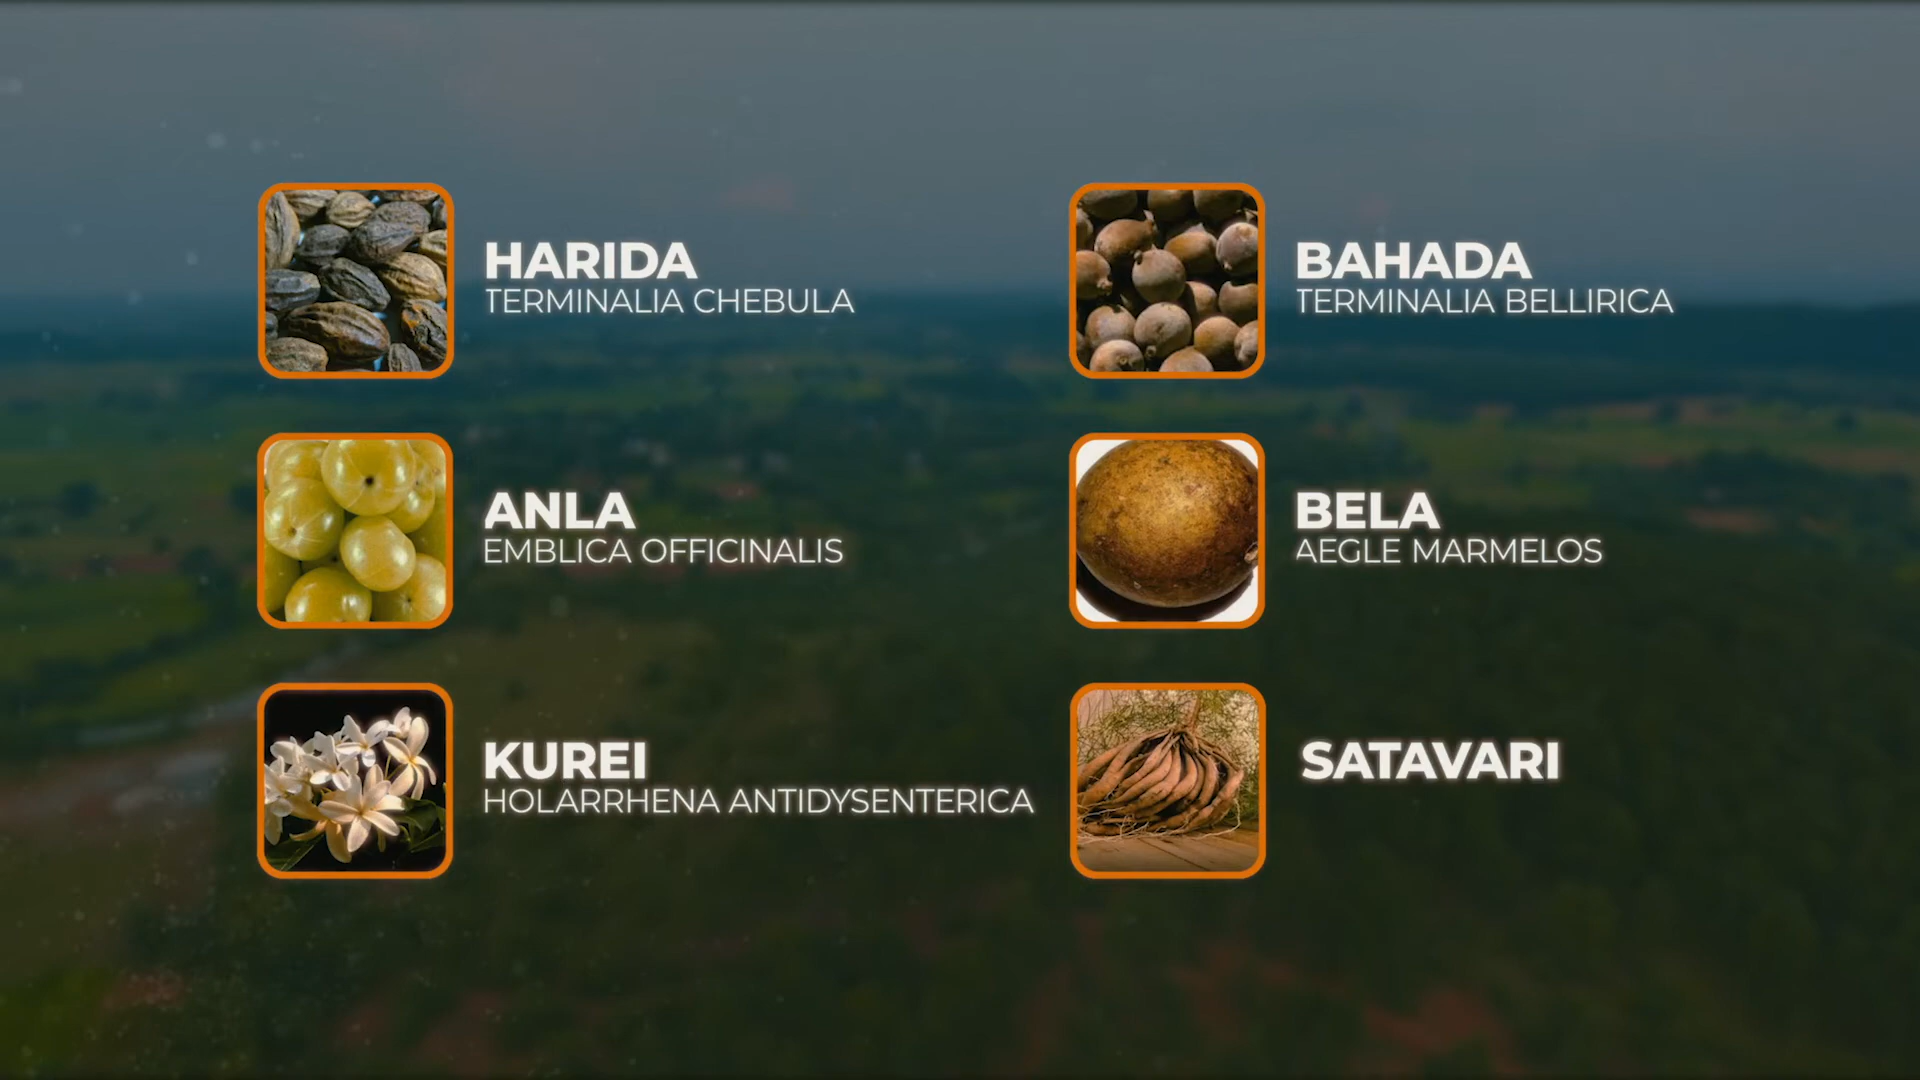 HARIDA
TERMINALIA CHEBULA
BAHADA
TERMINALIA BELLIRICA
ANLA
EMBLICA OFFICINALIS
BELA
AEGLE MARMELOS
KUREI
HOLARRHENA ANTIDYSENTERICA
SATAVARI